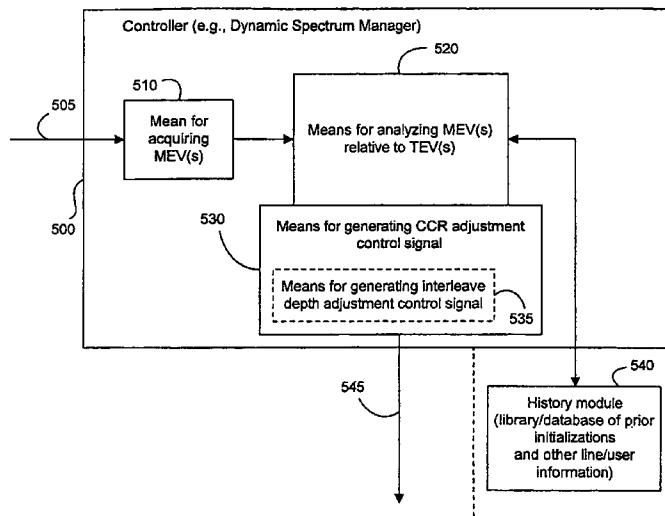 Controller (e.g., Dynamic Spectrum Manager)
520
510
505
Mean for
acquiring
MEV(s)
Means for analyzing MEV(s)
relative to TEV(s)
500
530
Means for generating CCR adjustment
control signal
Means for generating interleave
depth adjustment control signal
535
540
545
History module
(library/database of prior
initializations
and other line/user
information)